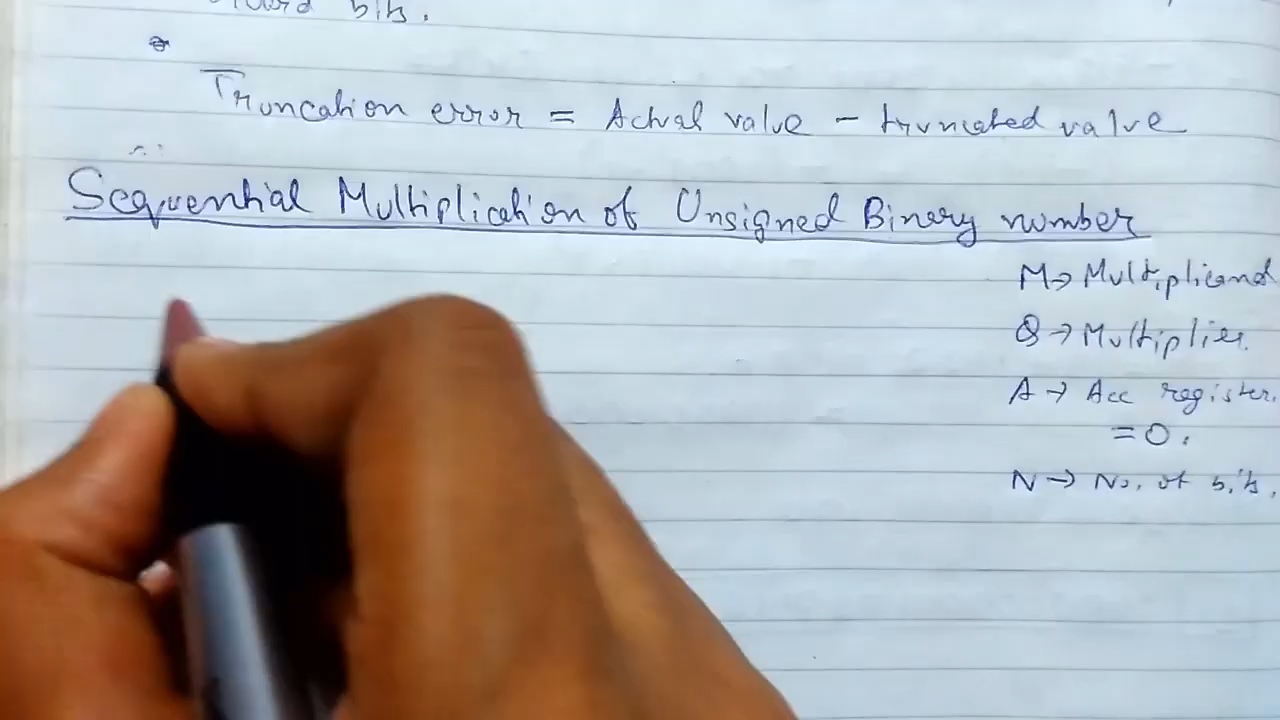 bits.
Truncation error = Actual value - truncated value
Sequential Multiplication of Unsigned Binary number
M → Multiplicand
Q → Multiplier.
A → Acc register.
= 0.
N → No. of bits.